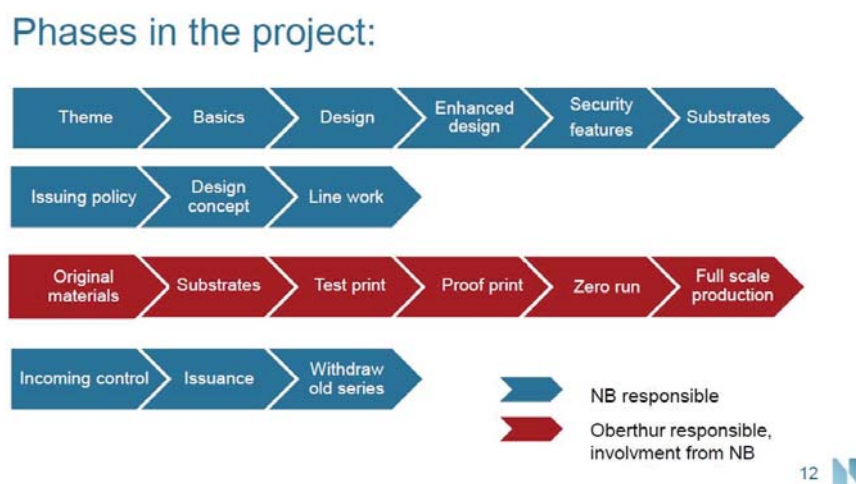 Phases in the project:
Theme
Basics
Design
Enhanced
design
Security
features
Substrates
Issuing policy
Design
concept
Line work
Original
materials
Substrates
Test print
Proof print
Zero run
Full scale
production
Incoming control
Issuance
Withdraw
old series
NB responsible
Oberthur responsible,
involvment from NB
12